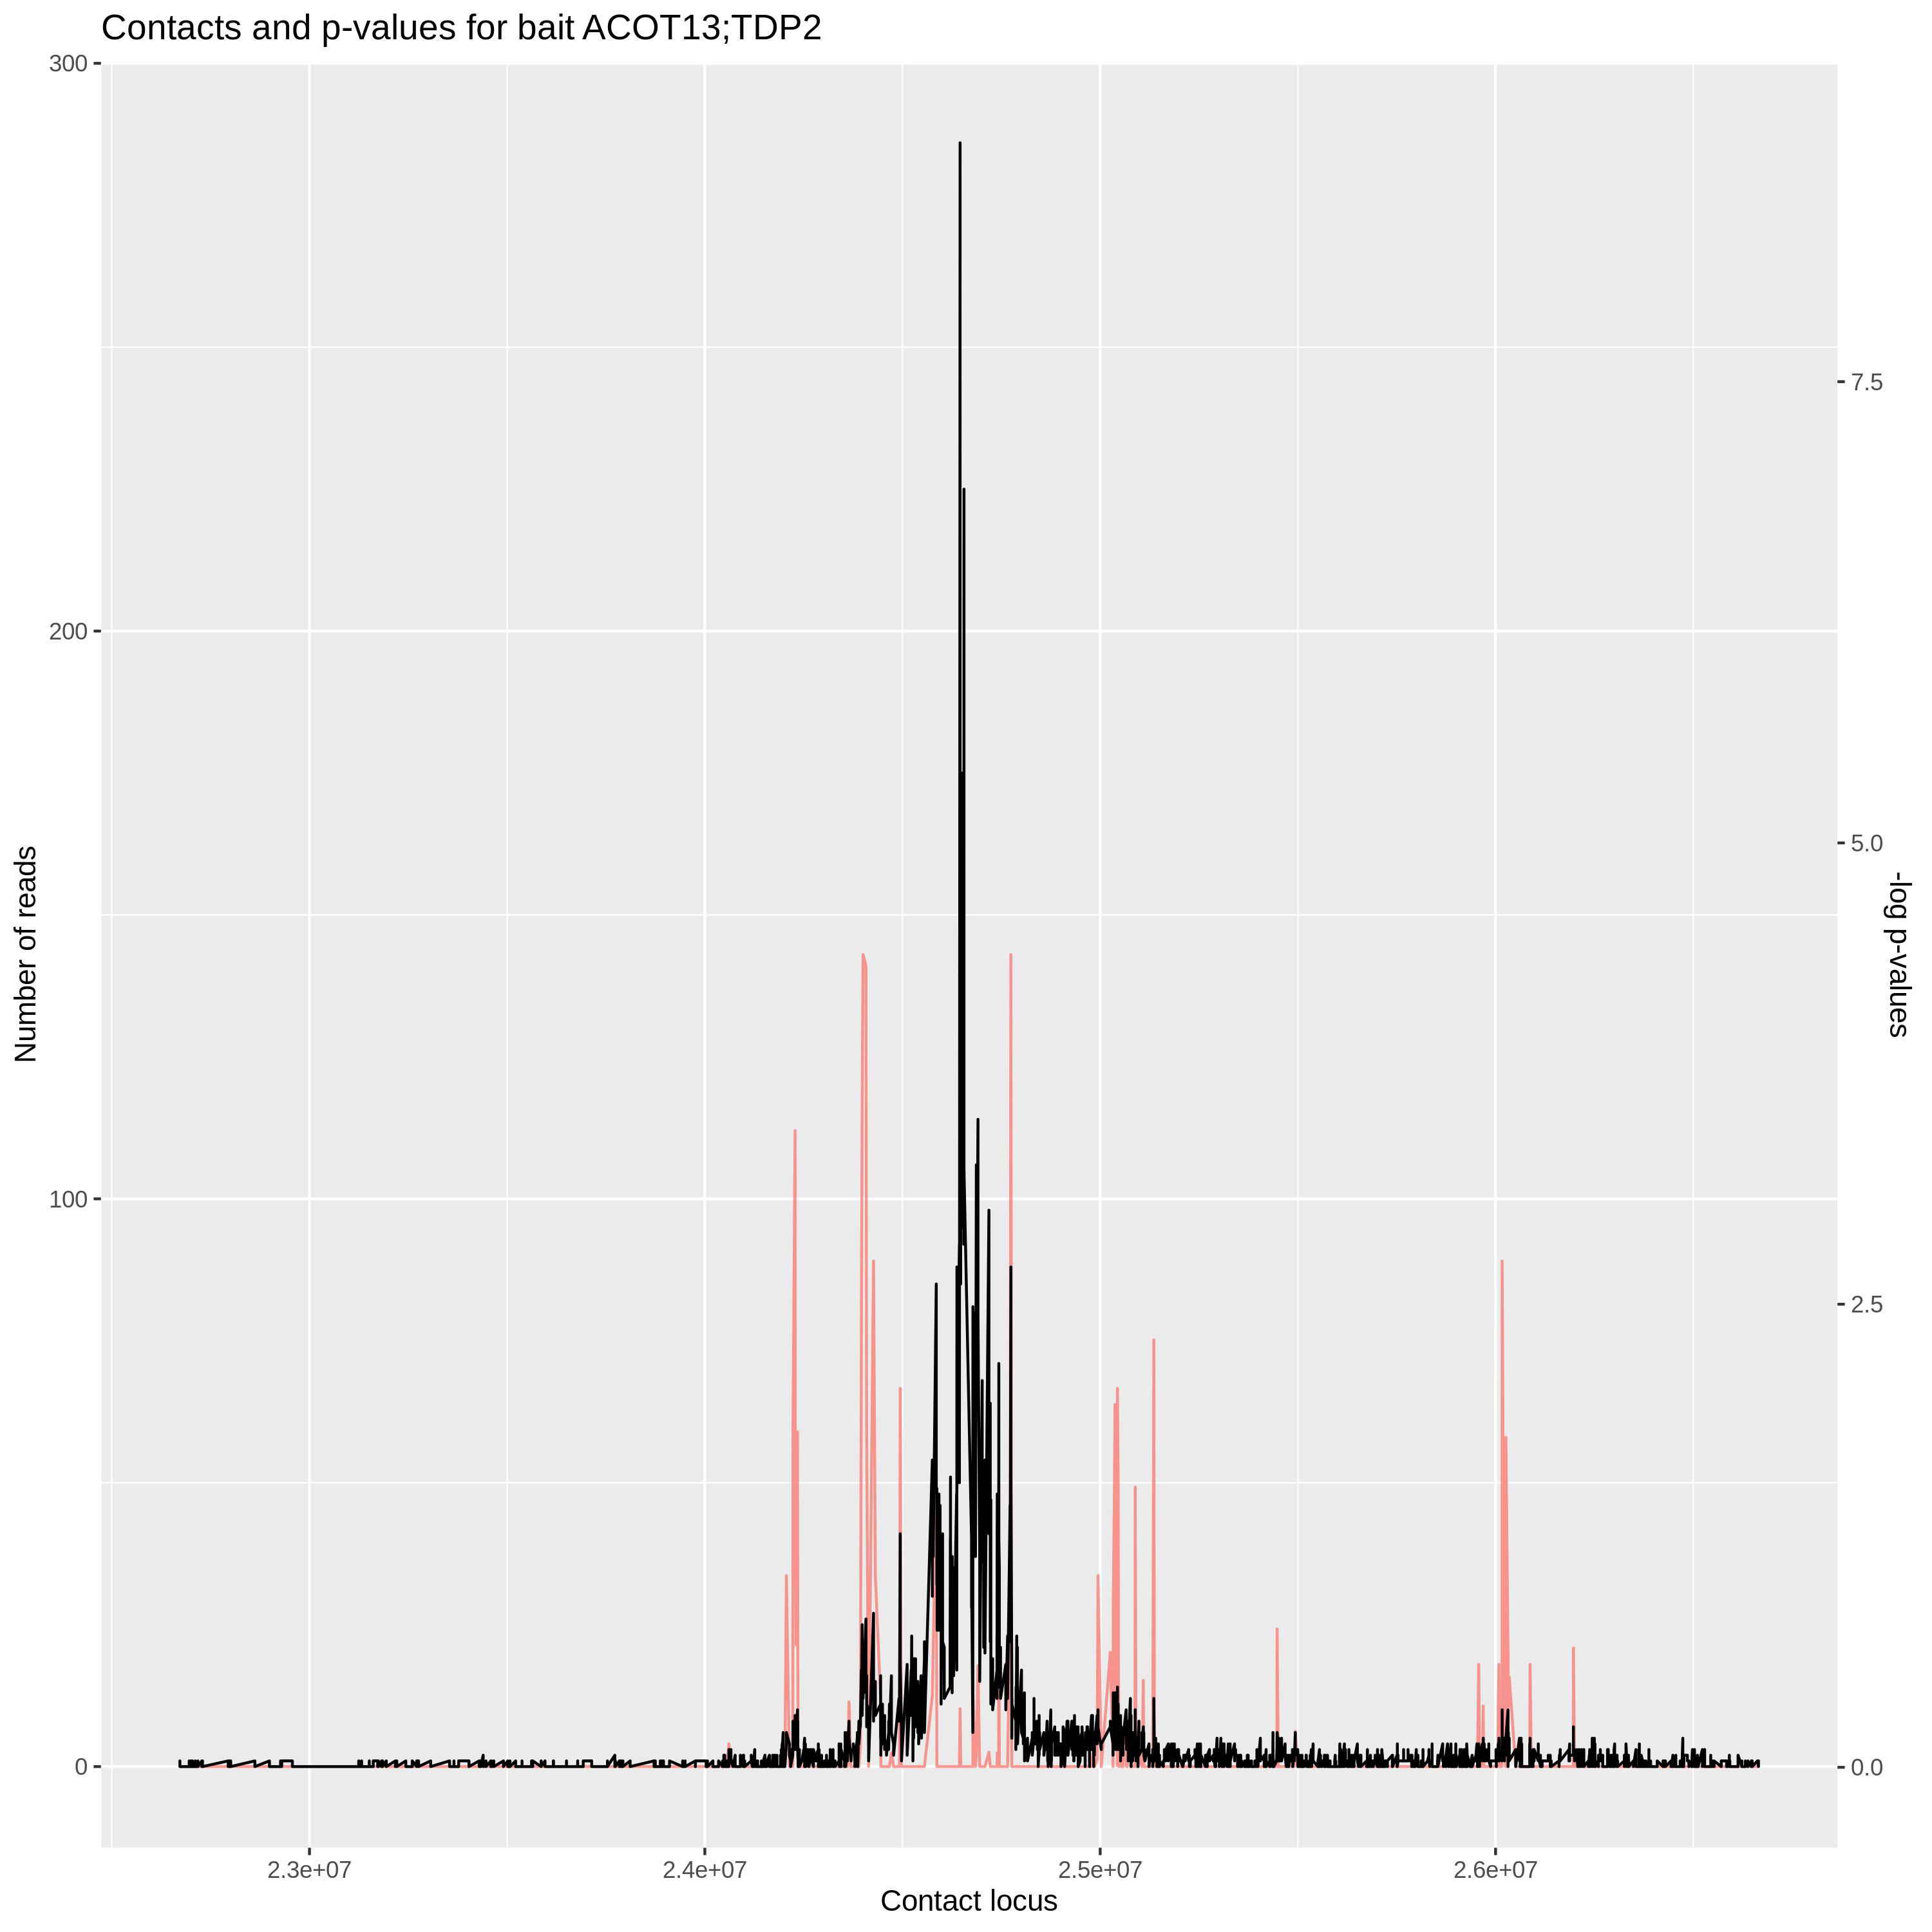 Contacts and p-values for bait ACOT13;TDP2
300
200
100
0
Number of reads
7.5
5.0
2.5
0.0
-log p-values
2.3e+07
2.4e+07
2.5e+07
2.6e+07
Contact locus